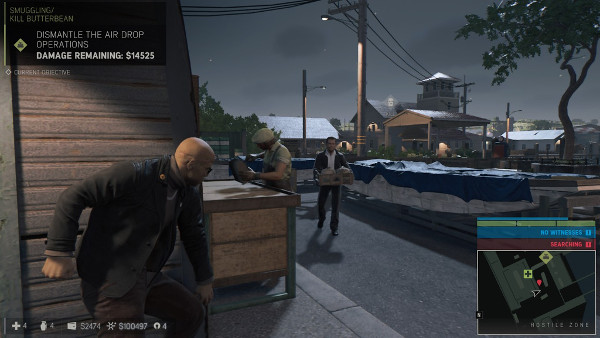 SMUGGLING/
KILL BUTTERBEAN
DISMANTLE THE AIR DROP
OPERATIONS
DAMAGE REMAINING: $14525
CURRENT OBJECTIVE
NO WITNESSES
SEARCHING
N
HOSTILE ZONE
4 4 $2474 $100497 4